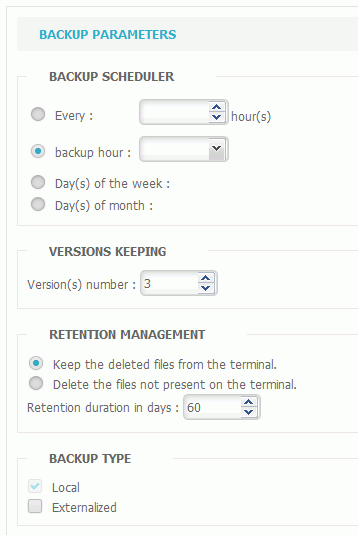 BACKUP PARAMETERS
BACKUP SCHEDULER
Every : hour(s)
backup hour :
Day(s) of the week :
Day(s) of month :
VERSIONS KEEPING
Version(s) number : 3
RETENTION MANAGEMENT
Keep the deleted files from the terminal.
Delete the files not present on the terminal.
Retention duration in days : 60
BACKUP TYPE
Local
Externalized